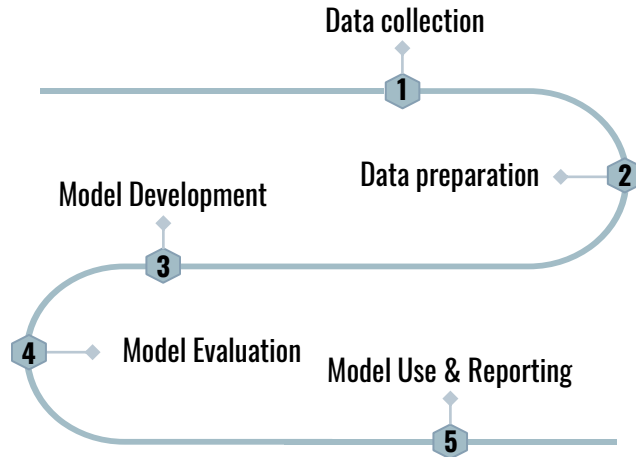 Data collection
1
Data preparation
2
Model Development
3
4
Model Evaluation
Model Use & Reporting
5